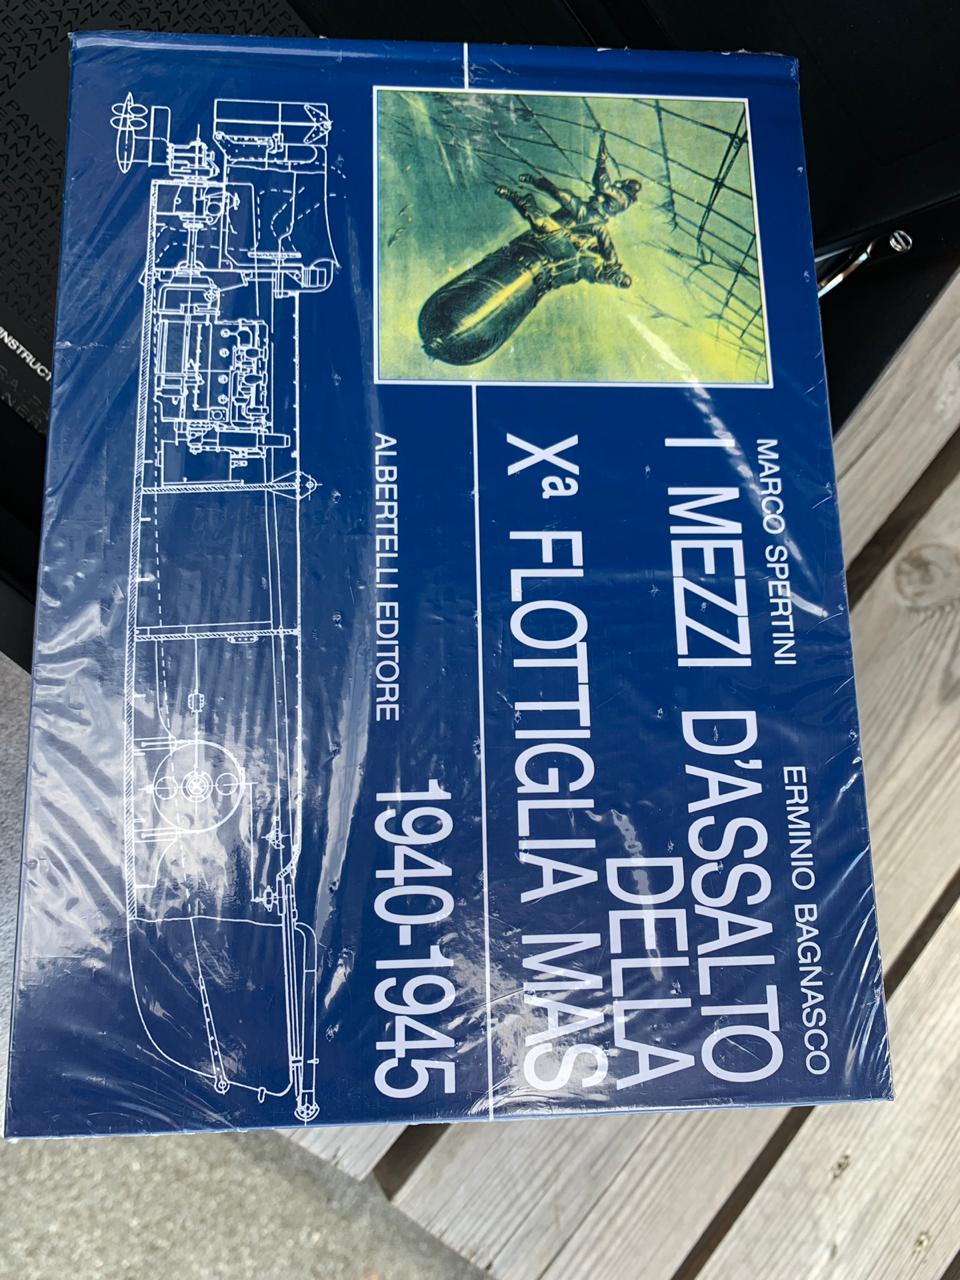 MARCO SPERTINI ERMINIO BAGNASCO
I MEZZI D'ASSALTO
DELLA
Xª FLOTTIGLIA MAS
1940-1945
ALBERTELLI EDITORE